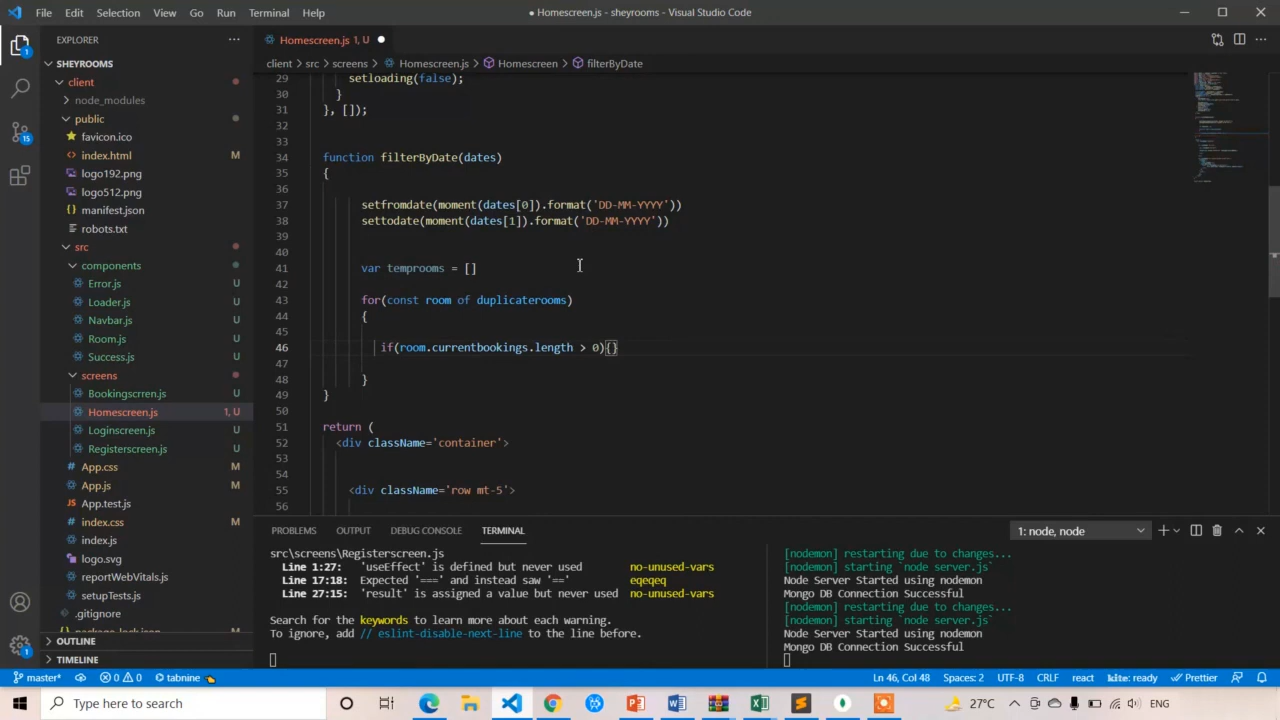 File Edit Selection View Go Run Terminal Help
● Homescreen.js - sheyrooms - Visual Studio Code
EXPLORER
Homescreen.js 1, U ●
client > src > screens > Homescreen.js > Homescreen > filterByDate
SHEYROOMS
client
node_modules
public
favicon.ico
index.html M
logo192.png
logo512.png
manifest.json
robots.txt
src
components
Error.js U
Loader.js U
Navbar.js U
Room.js U
Success.js U
screens
Bookingscrren.js U
Homescreen.js 1, U
Loginscreen.js U
Registerscreen.js U
App.css M
App.js M
App.test.js
index.css M
index.js
logo.svg
reportWebVitals.js
setupTests.js
.gitignore
package-lock.json
OUTLINE
TIMELINE
29 setloading(false);
30 }
31 }, []);
32
33
34 function filterByDate(dates)
35 {
36
37 setfromdate(moment(dates[0]).format('DD-MM-YYYY'))
38 settodate(moment(dates[1]).format('DD-MM-YYYY'))
39
40
41 var temprooms = []
42
43 for(const room of duplicaterooms)
44 {
45
46 if(room.currentbookings.length > 0){}
47
48 }
49 }
50
51 return (
52 <div className='container'>
53
54
55 <div className='row mt-5'>
56
PROBLEMS OUTPUT DEBUG CONSOLE TERMINAL
1: node, node
src\screens\Registerscreen.js
Line 1:27: 'useEffect' is defined but never used no-unused-vars
Line 17:18: Expected '===' and instead saw '==' eqeqeq
Line 27:15: 'result' is assigned a value but never used no-unused-vars
Search for the keywords to learn more about each warning.
To ignore, add // eslint-disable-next-line to the line before.
[nodemon] restarting due to changes...
[nodemon] starting `node server.js`
Node Server Started using nodemon
Mongo DB Connection Successful
[nodemon] restarting due to changes...
[nodemon] starting `node server.js`
Node Server Started using nodemon
Mongo DB Connection Successful
master* 0 0 tabnine
Ln 46, Col 48 Spaces: 2 UTF-8 CRLF react kite: ready Prettier
Type here to search
27°C ENG